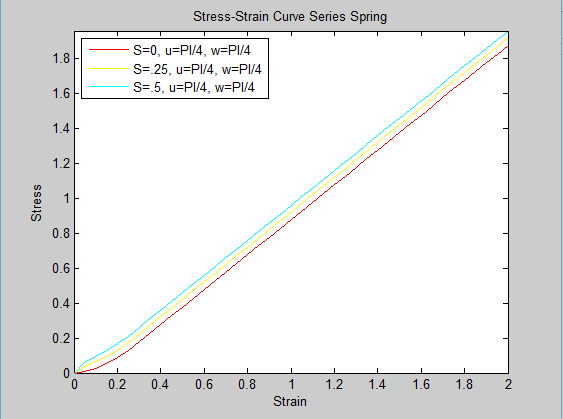 Stress-Strain Curve Series Spring
S=0, u=PI/4, w=PI/4
S=.25, u=PI/4, w=PI/4
S=.5, u=PI/4, w=PI/4
1.8
1.6
1.4
1.2
1
0.8
0.6
0.4
0.2
0
Stress
0 0.2 0.4 0.6 0.8 1 1.2 1.4 1.6 1.8 2
Strain